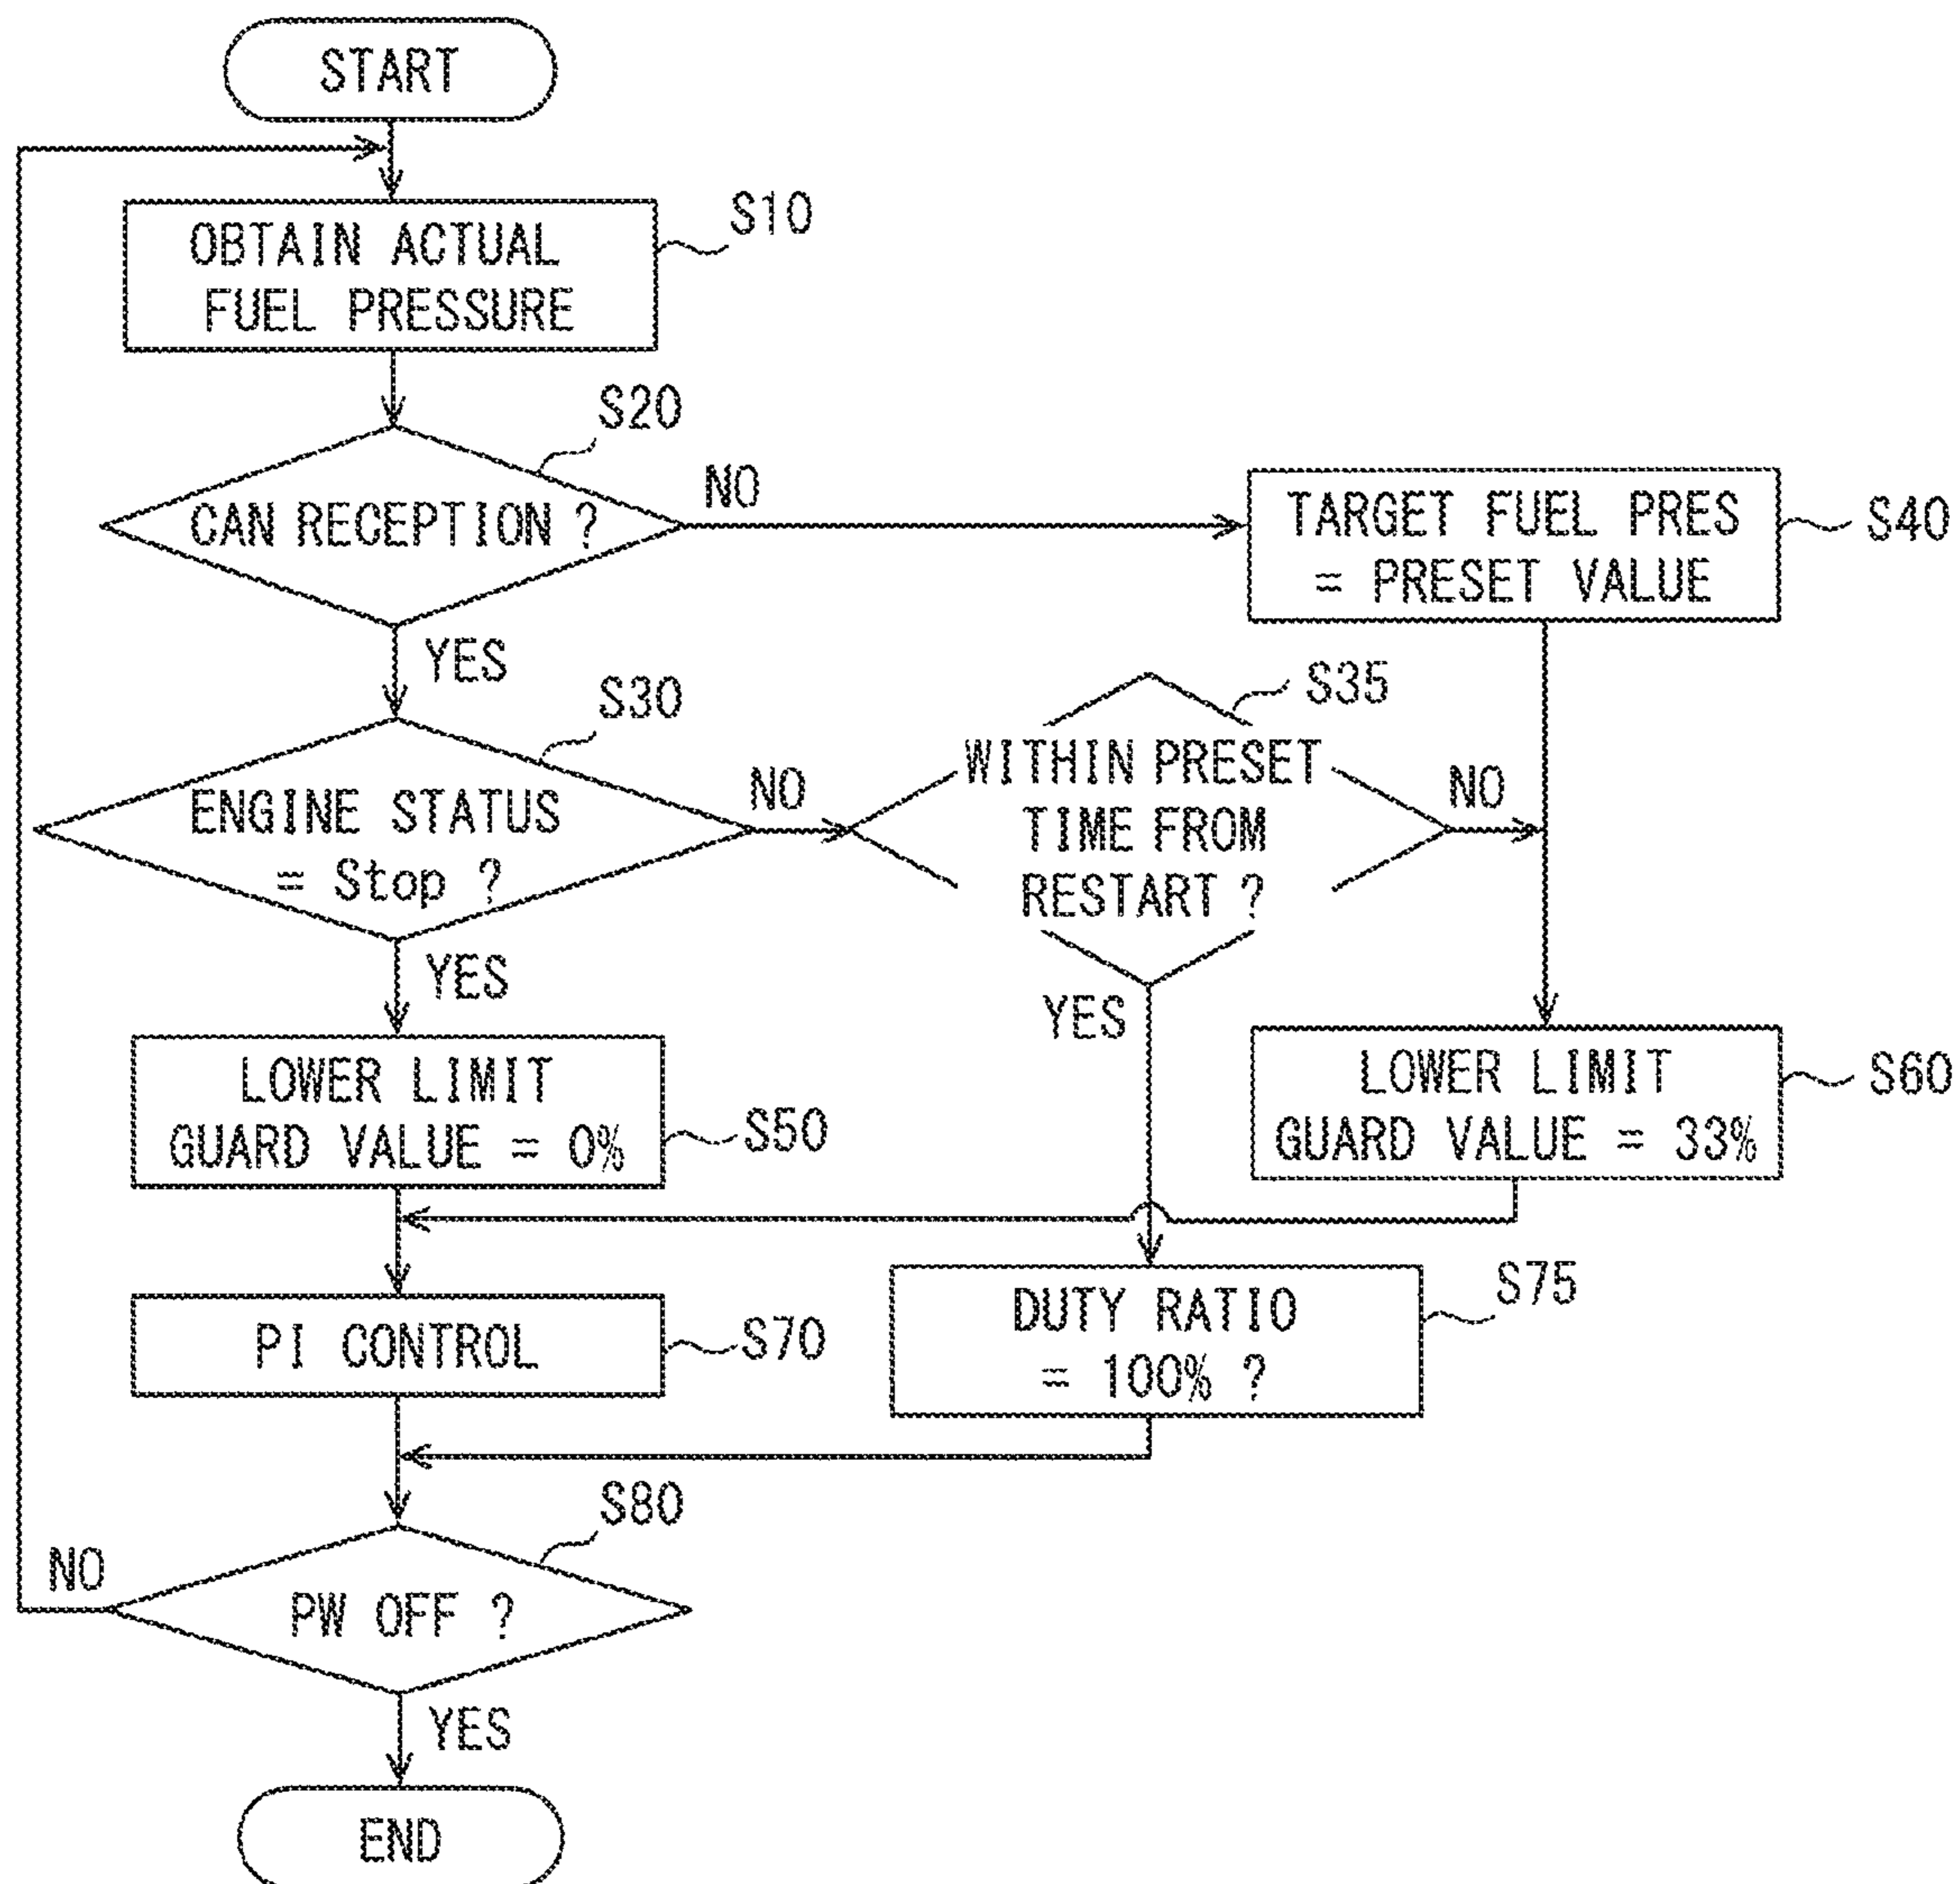 START
OBTAIN ACTUAL
FUEL PRESSURE
S10
CAN RECEPTION ?
S20
NO
YES
TARGET FUEL PRES
= PRESET VALUE
S40
ENGINE STATUS
= Stop ?
S30
NO
YES
WITHIN PRESET
TIME FROM
RESTART ?
S35
NO
YES
LOWER LIMIT
GUARD VALUE = 0%
S50
LOWER LIMIT
GUARD VALUE = 33%
S60
PI CONTROL
S70
DUTY RATIO
= 100% ?
S75
PW OFF ?
S80
NO
YES
END